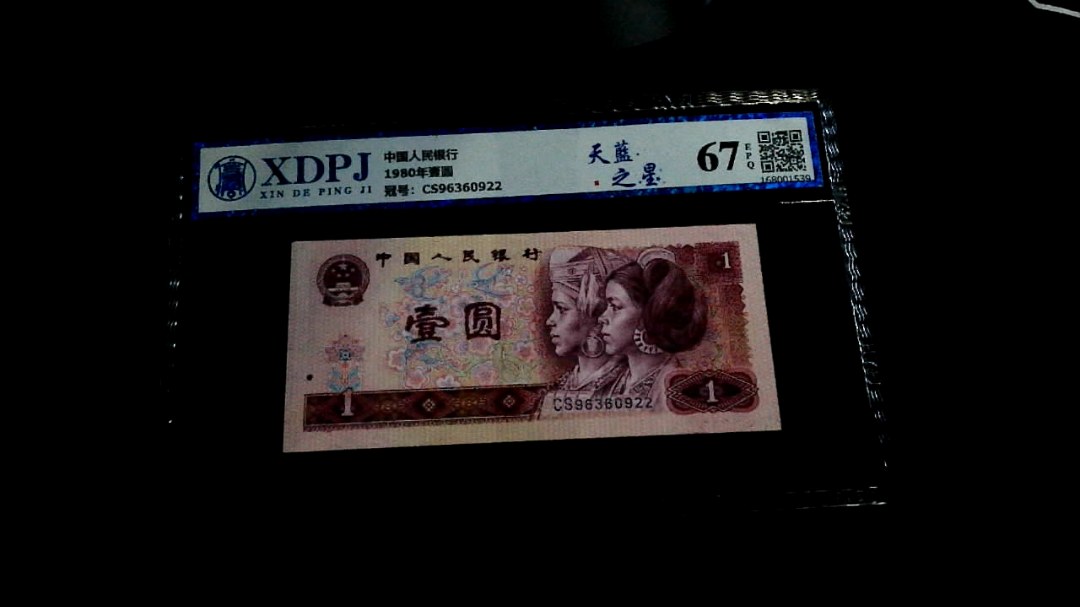 XDPJ
XIN DE PING JI
中国人民银行
1980年壹圆
冠号：CS96360922
天蓝之星
67
EPQ
168001539
中国人民银行
1
壹圆
1
CS96360922
1